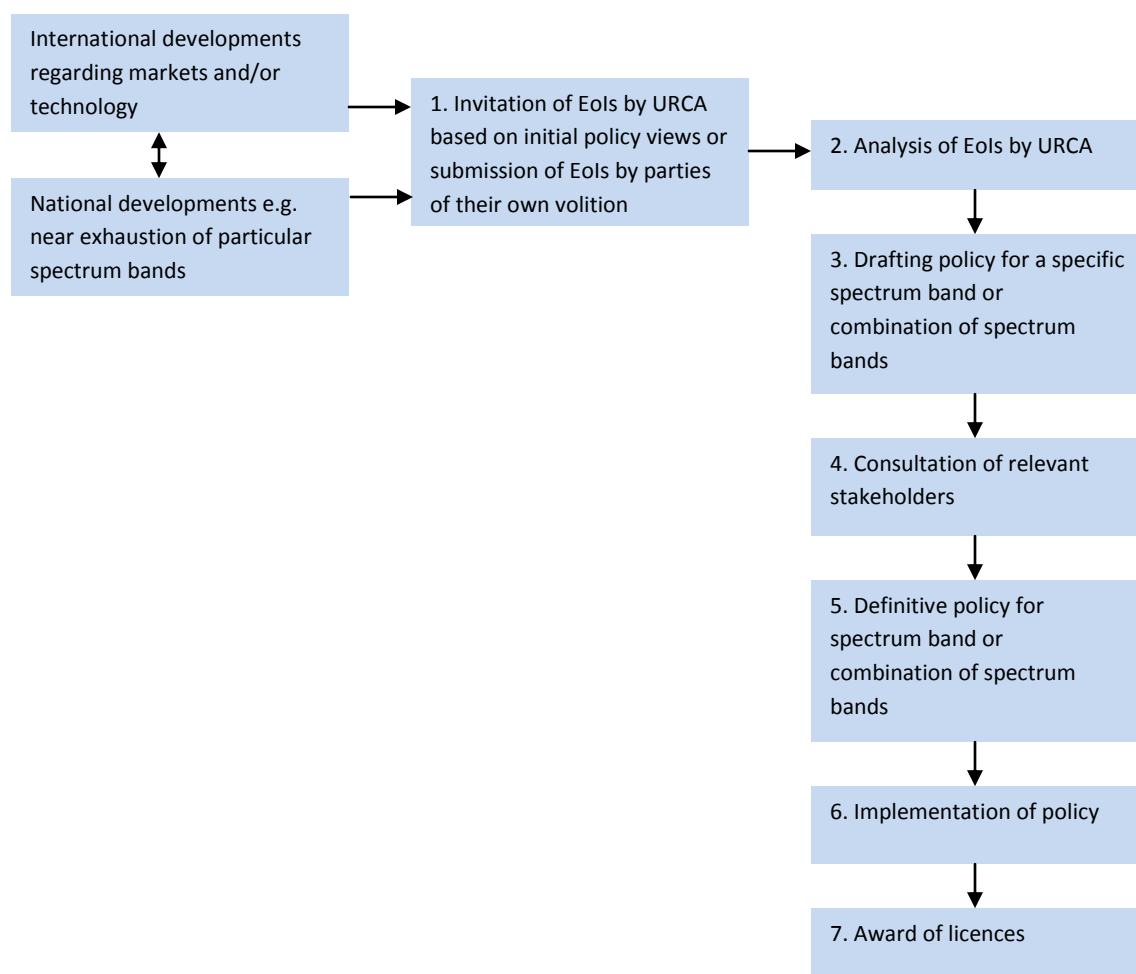 International developments
regarding markets and/or
technology
National developments e.g.
near exhaustion of particular
spectrum bands
1. Invitation of EoIs by URCA
based on initial policy views or
submission of EoIs by parties
of their own volition
2. Analysis of EoIs by URCA
3. Drafting policy for a specific
spectrum band or
combination of spectrum
bands
4. Consultation of relevant
stakeholders
5. Definitive policy for
spectrum band or
combination of spectrum
bands
6. Implementation of policy
7. Award of licences